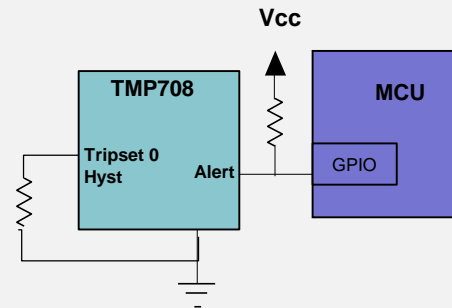 Vcc
TMP708
MCU
Tripset 0
Hyst
Alert
GPIO